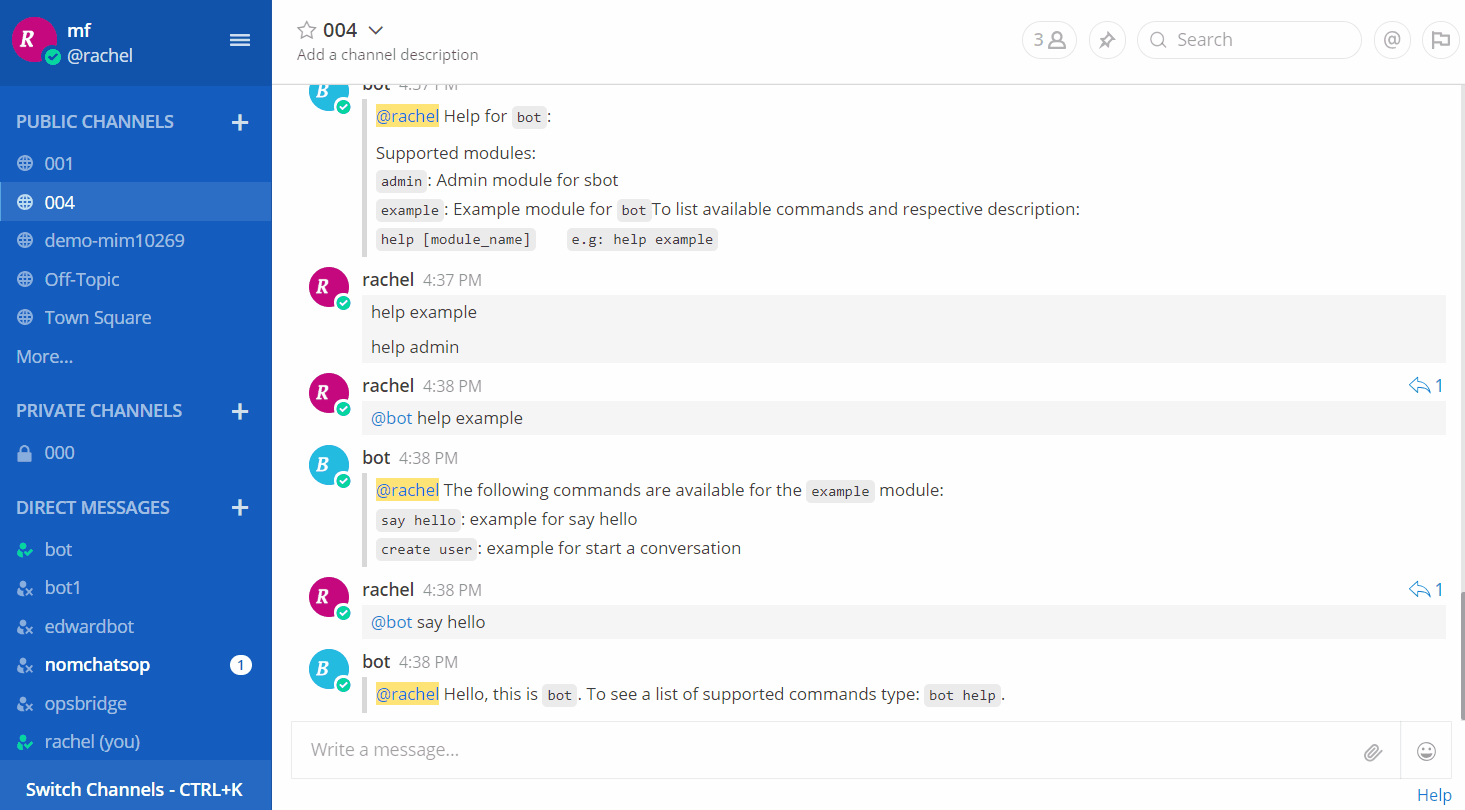 R
mf
@rachel
PUBLIC CHANNELS +
001
004
demo-mim10269
Off-Topic
Town Square
More...
PRIVATE CHANNELS +
000
DIRECT MESSAGES +
bot
bot1
edwardbot
nomchatsop 1
opsbridge
rachel (you)
Switch Channels - CTRL+K
004
Add a channel description
3
Search
@
B
bot 4:37 PM
@rachel Help for bot:
Supported modules:
admin: Admin module for sbot
example: Example module for bot To list available commands and respective description:
help [module_name] e.g: help example
R
rachel 4:37 PM
help example
help admin
R
rachel 4:38 PM 1
@bot help example
B
bot 4:38 PM
@rachel The following commands are available for the example module:
say hello: example for say hello
create user: example for start a conversation
R
rachel 4:38 PM 1
@bot say hello
B
bot 4:38 PM
@rachel Hello, this is bot. To see a list of supported commands type: bot help.
Write a message...
Help